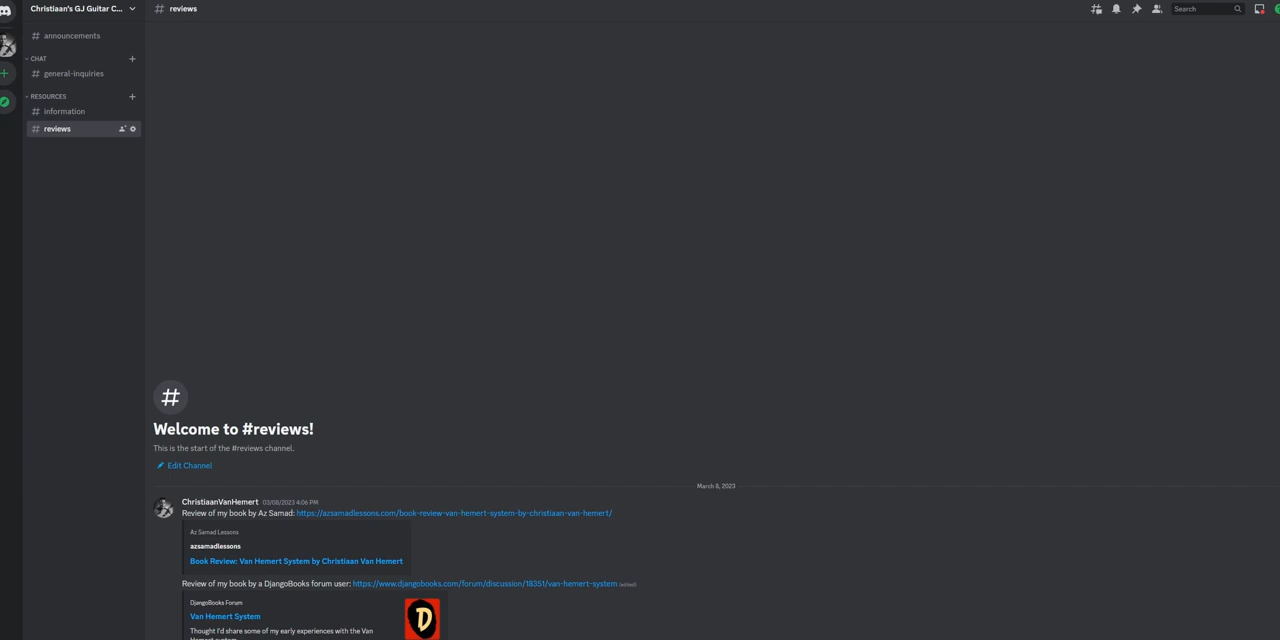 Christiaan's GJ Guitar C...
# reviews
Search
announcements
CHAT
general-inquiries
RESOURCES
information
reviews
#
Welcome to #reviews!
This is the start of the #reviews channel.
Edit Channel
March 8, 2023
ChristiaanVanHemert 03/08/2023 4:06 PM
Review of my book by Az Samad: https://azsamadlessons.com/book-review-van-hemert-system-by-christiaan-van-hemert/
Az Samad Lessons
azsamadlessons
Book Review: Van Hemert System by Christiaan Van Hemert
Review of my book by a DjangoBooks forum user: https://www.djangobooks.com/forum/discussion/18351/van-hemert-system (edited)
DjangoBooks Forum
Van Hemert System
D
Thought I'd share some of my early experiences with the Van
Hemert system